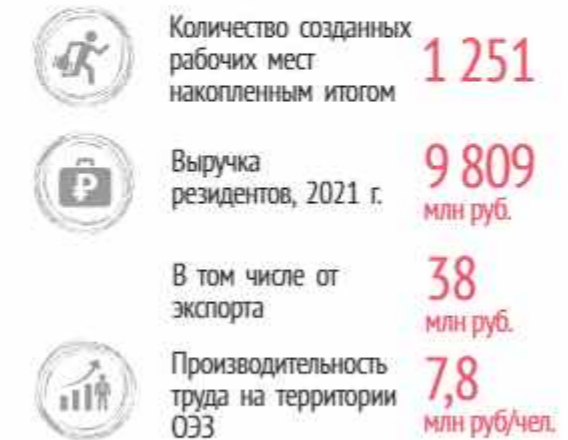 Количество созданных
рабочих мест
накопленным итогом
1 251
Выручка
резидентов, 2021 г.
9 809
млн руб.
В том числе от
экспорта
38
млн руб.
Производительность
труда на территории
ОЭЗ
7,8
млн руб/чел.